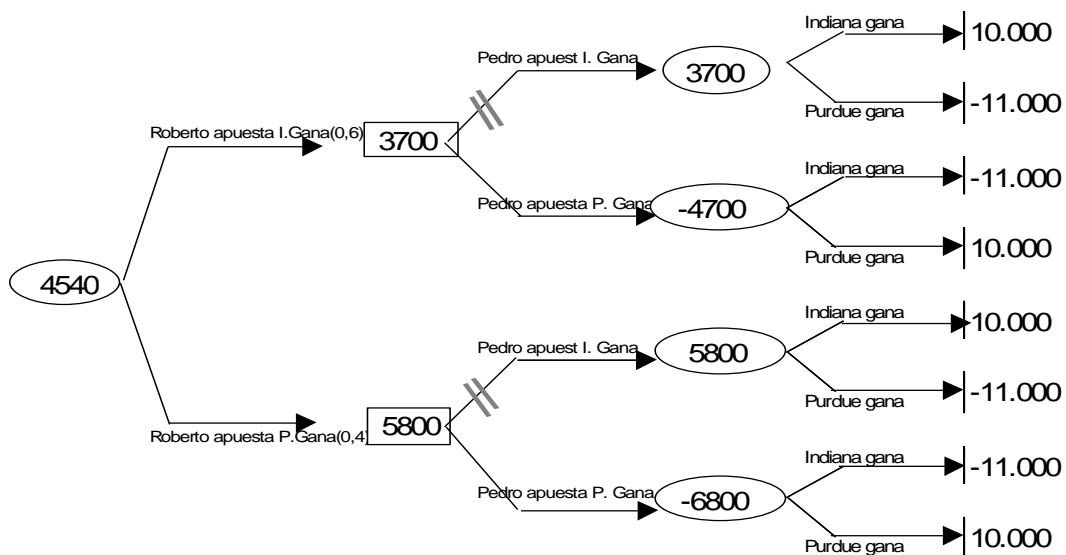 Indiana gana
10.000
Pedro apuest I. Gana
3700
Purdue gana
-11.000
Roberto apuesta I.Gana(0,6)
3700
Indiana gana
-11.000
Pedro apuesta P. Gana
-4700
Purdue gana
10.000
4540
Indiana gana
10.000
Pedro apuest I. Gana
5800
Purdue gana
-11.000
Roberto apuesta P.Gana(0,4)
5800
Indiana gana
-11.000
Pedro apuesta P. Gana
-6800
Purdue gana
10.000